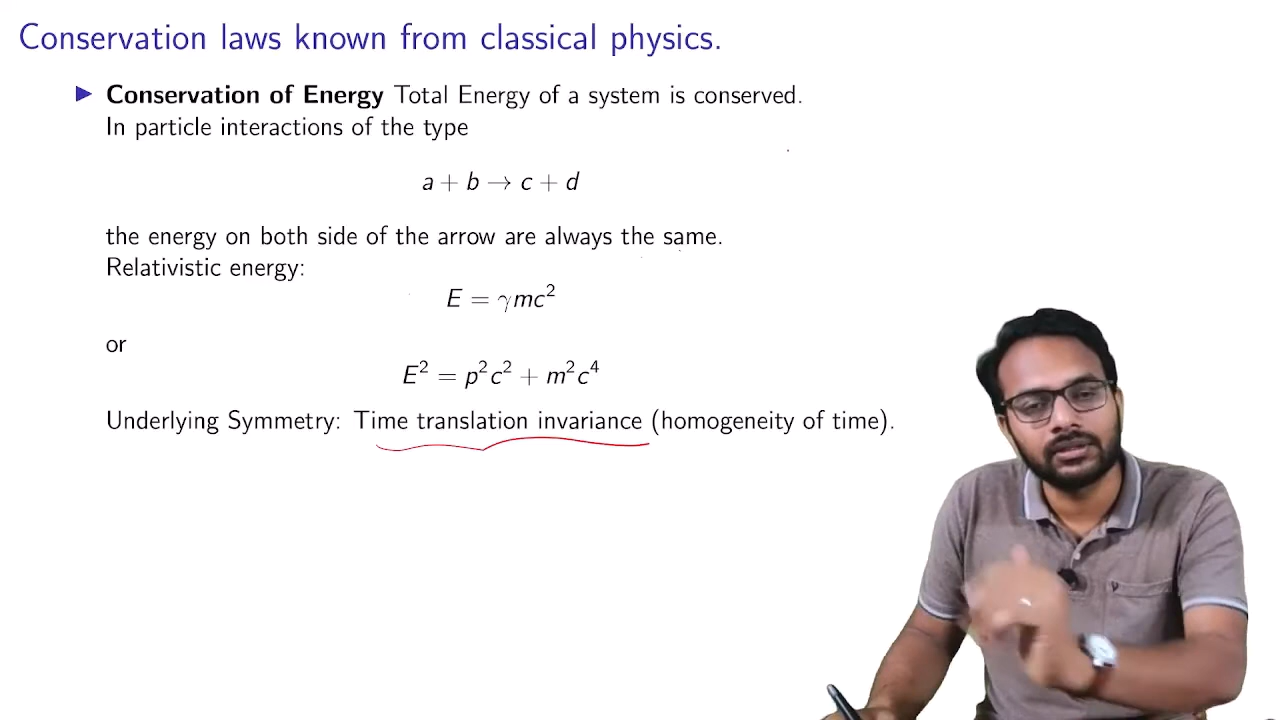 Conservation laws known from classical physics.
▶ Conservation of Energy Total Energy of a system is conserved.
In particle interactions of the type
a + b → c + d
the energy on both side of the arrow are always the same.
Relativistic energy:
E = γmc²
or
E² = p²c² + m²c⁴
Underlying Symmetry: Time translation invariance (homogeneity of time).